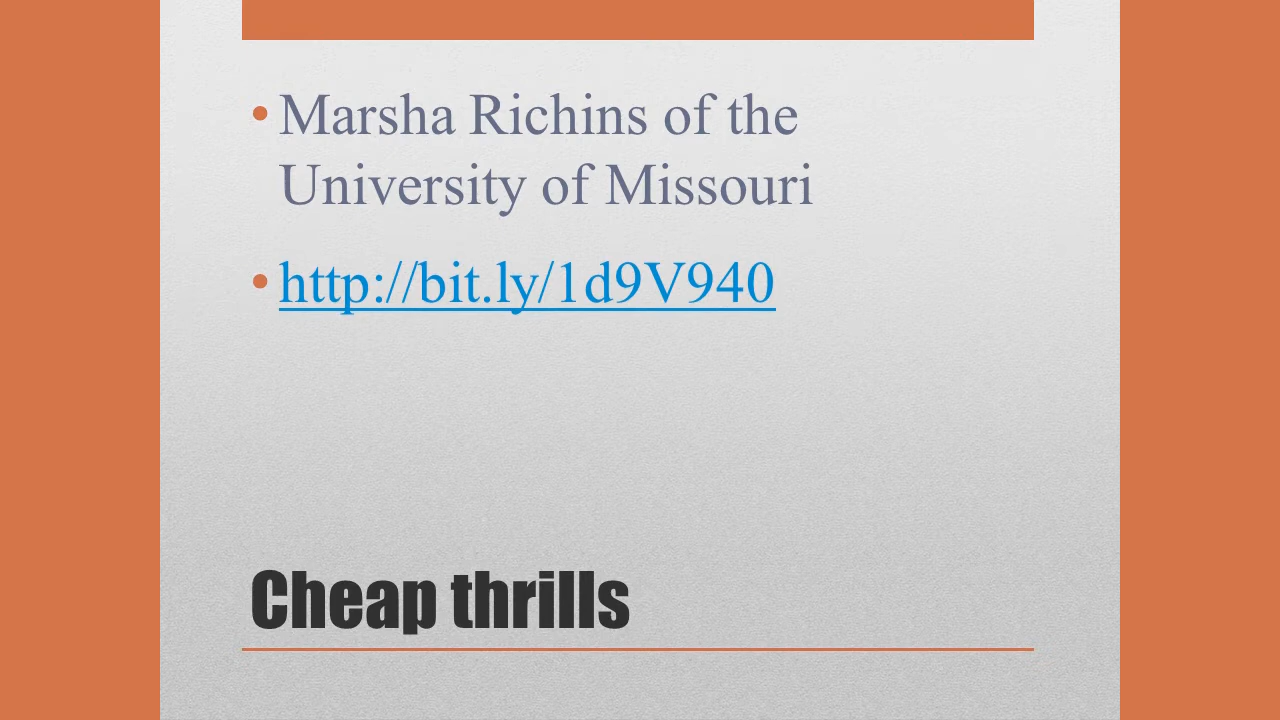 • Marsha Richins of the
University of Missouri
• http://bit.ly/1d9V940
Cheap thrills